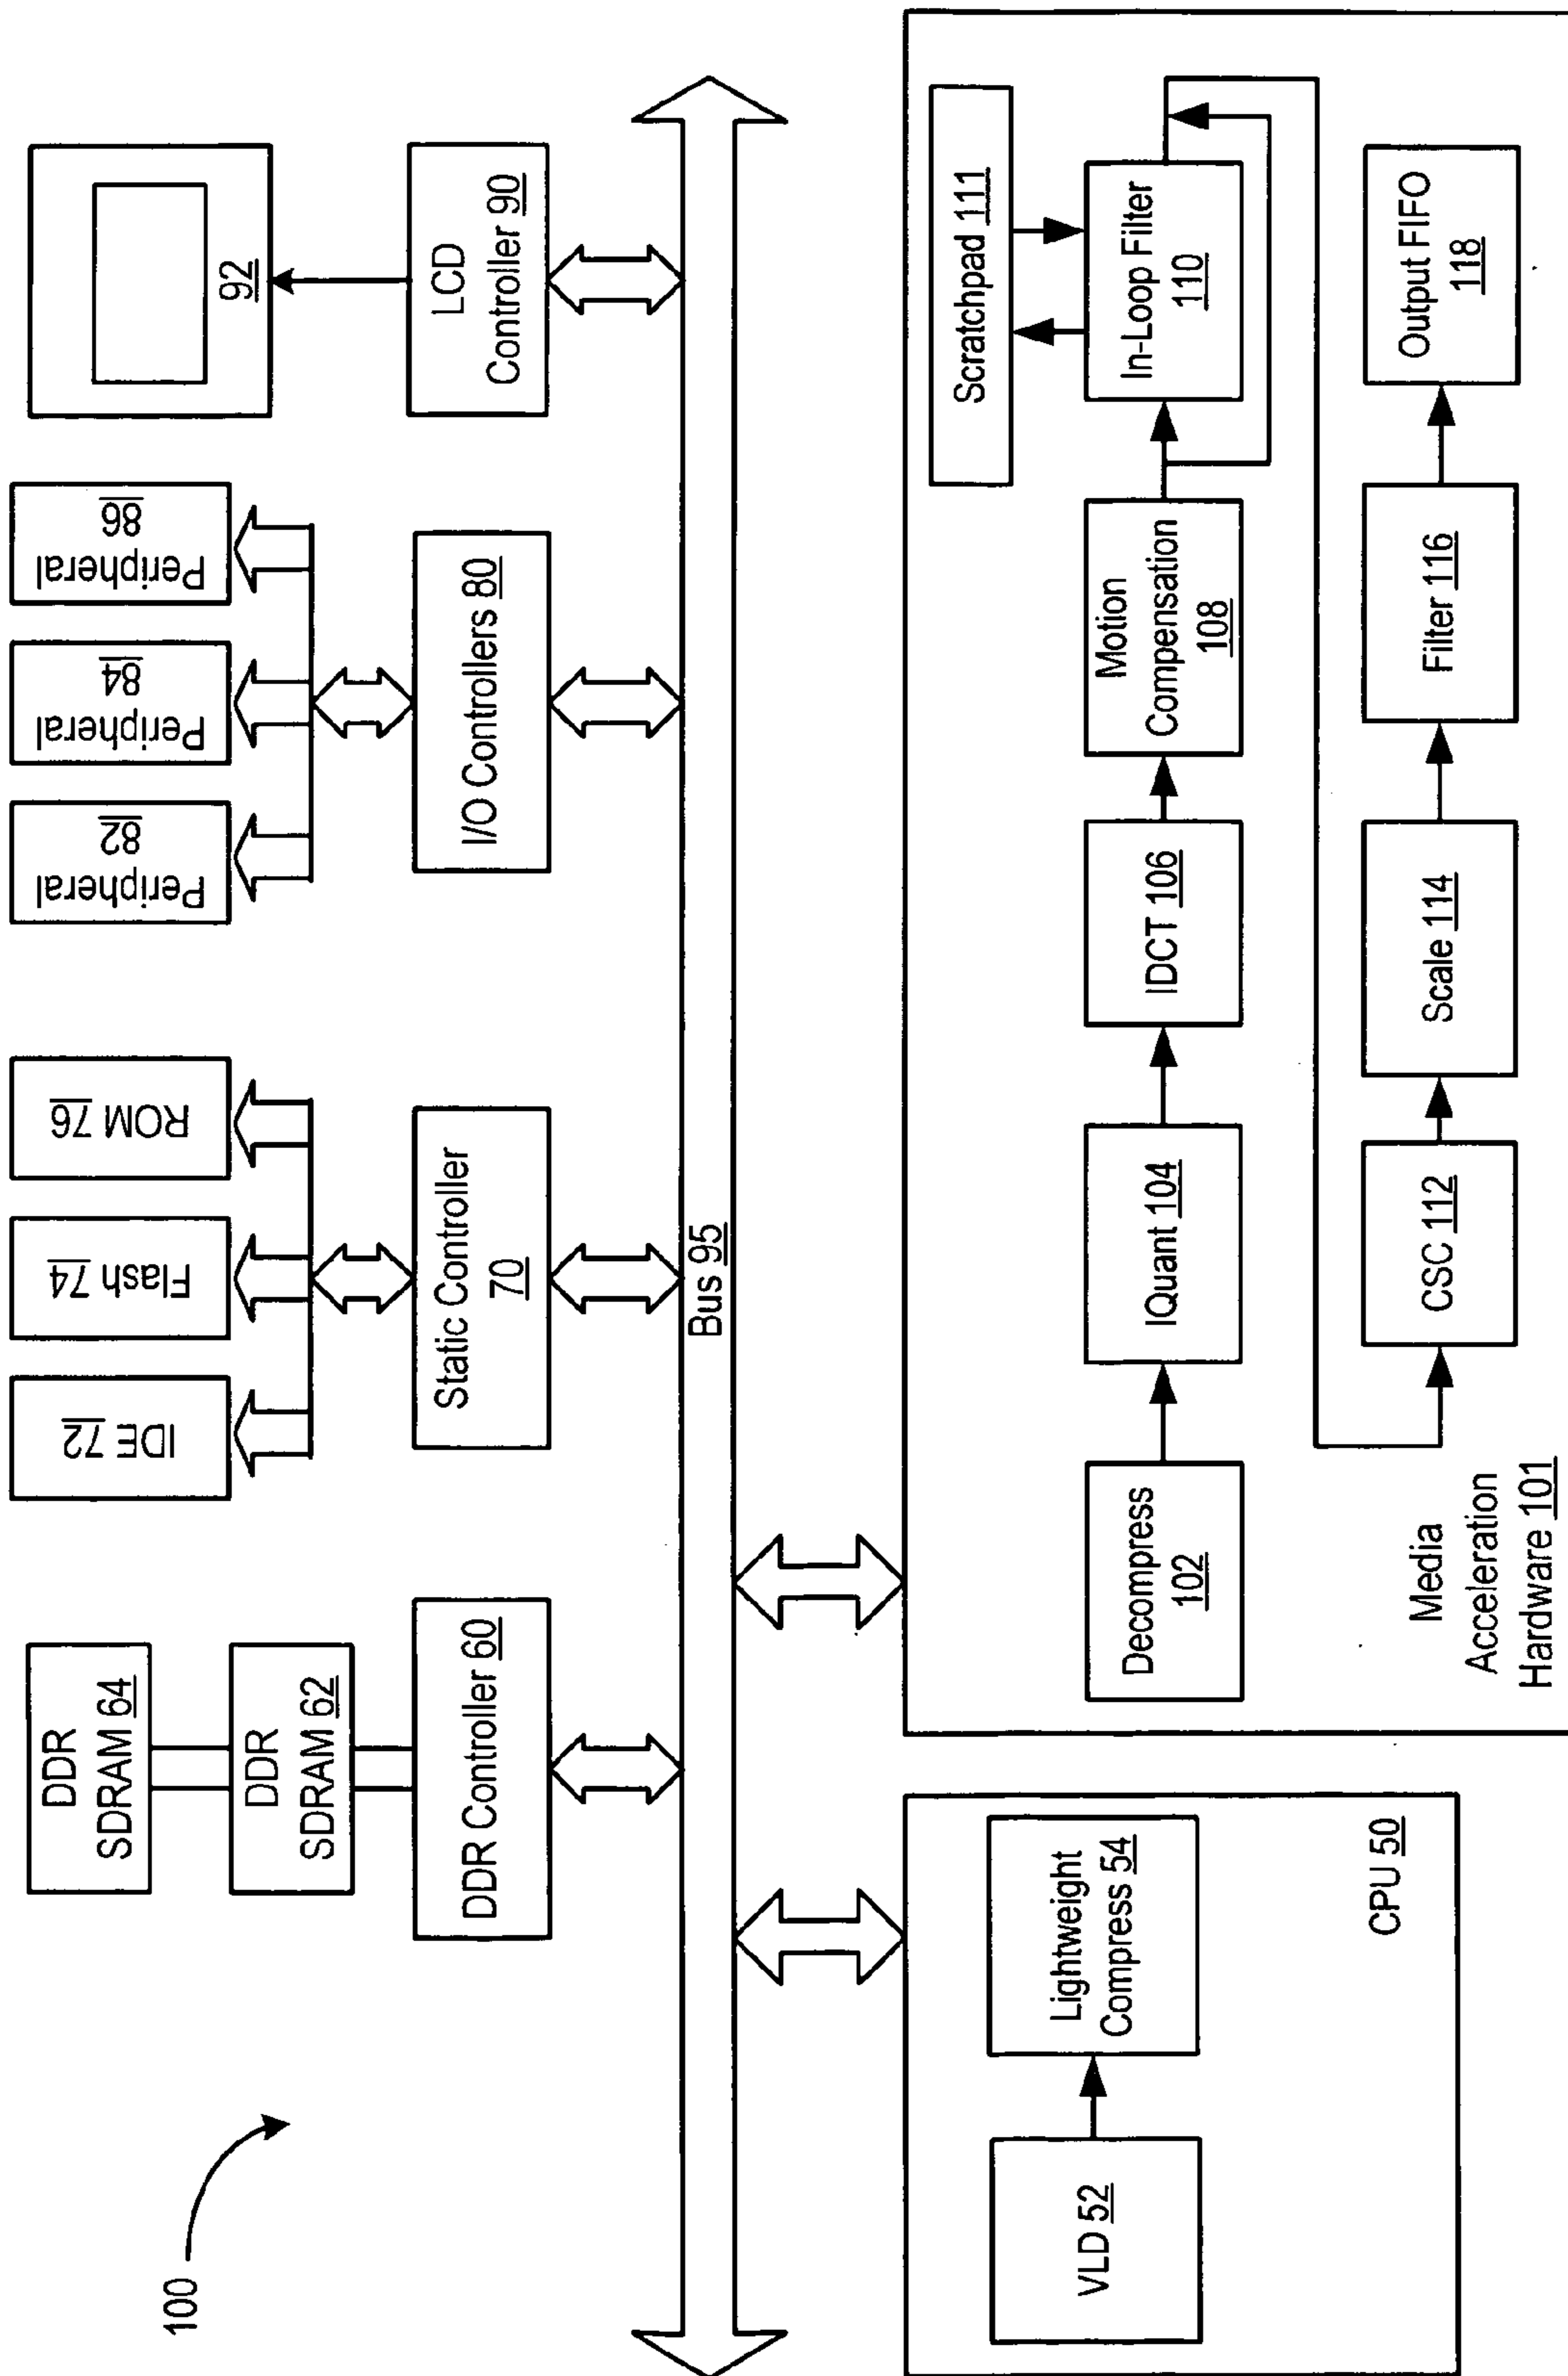 100
DDR
SDRAM 64
DDR
SDRAM 62
DDR Controller 60
IDE 72
Flash 74
ROM 76
Static Controller
70
Peripheral
82
Peripheral
84
Peripheral
86
I/O Controllers 80
92
LCD
Controller 90
Bus 95
VLD 52
Lightweight
Compress 54
CPU 50
Decompress
102
IQuant 104
IDCT 106
Motion
Compensation
108
Scratchpad 111
In-Loop Filter
110
CSC 112
Scale 114
Filter 116
Output FIFO
118
Media
Acceleration
Hardware 101